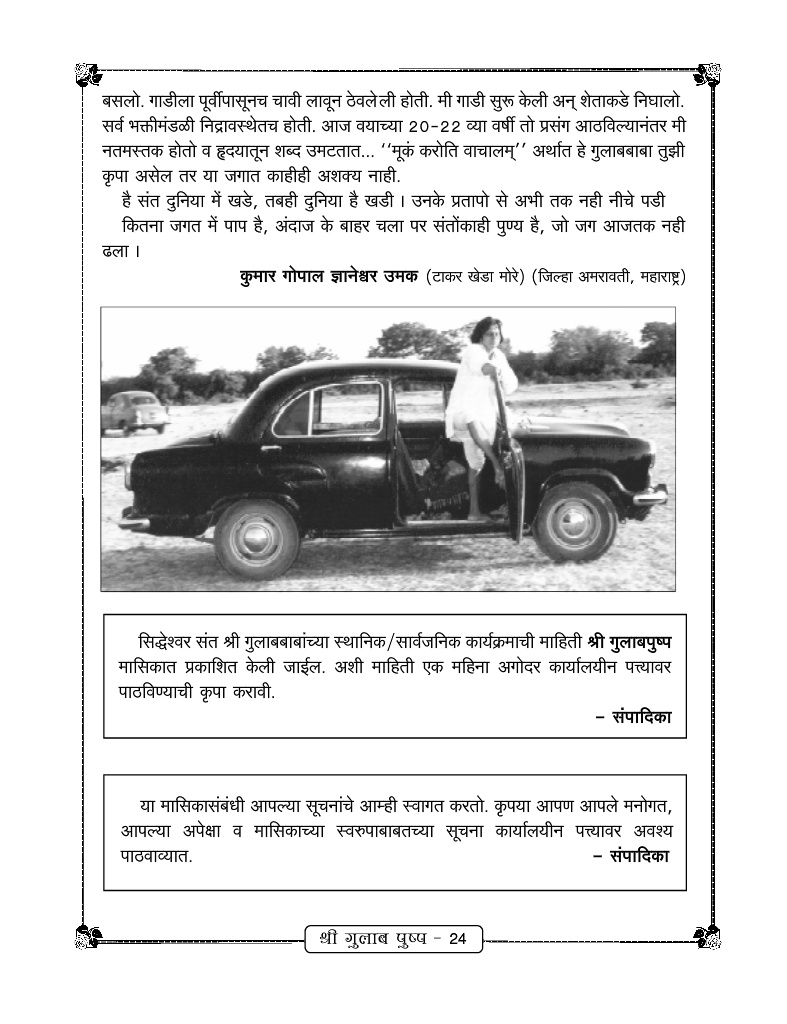 बसलो. गाडीला पूर्वीपासूनच चावी लावून ठेवलेली होती. मी गाडी सुरू केली अन् शेताकडे निघालो.
सर्व भक्तीमंडळी निद्रावस्थेतच होती. आज वयाच्या 20-22 व्या वर्षी तो प्रसंग आठविल्यानंतर मी
नतमस्तक होतो व हृदयातून शब्द उमटतात... ‘‘मूकं करोति वाचालम्’’ अर्थात हे गुलाबबाबा तुझी
कृपा असेल तर या जगात काहीही अशक्य नाही.
है संत दुनिया में खडे, तबही दुनिया है खडी । उनके प्रतापो से अभी तक नही नीचे पडी
कितना जगत में पाप है, अंदाज के बाहर चला पर संतोंकाही पुण्य है, जो जग आजतक नही
ढला ।
कुमार गोपाल ज्ञानेश्वर उमक (टाकर खेडा मोरे) (जिल्हा अमरावती, महाराष्ट्र)
सिद्धेश्वर संत श्री गुलाबबाबांच्या स्थानिक/सार्वजनिक कार्यक्रमाची माहिती श्री गुलाबपुष्प
मासिकात प्रकाशित केली जाईल. अशी माहिती एक महिना अगोदर कार्यालयीन पत्त्यावर
पाठविण्याची कृपा करावी.
– संपादिका
या मासिकासंबंधी आपल्या सूचनांचे आम्ही स्वागत करतो. कृपया आपण आपले मनोगत,
आपल्या अपेक्षा व मासिकाच्या स्वरुपाबाबतच्या सूचना कार्यालयीन पत्त्यावर अवश्य
पाठवाव्यात. – संपादिका
श्री गुलाब पुष्प - 24